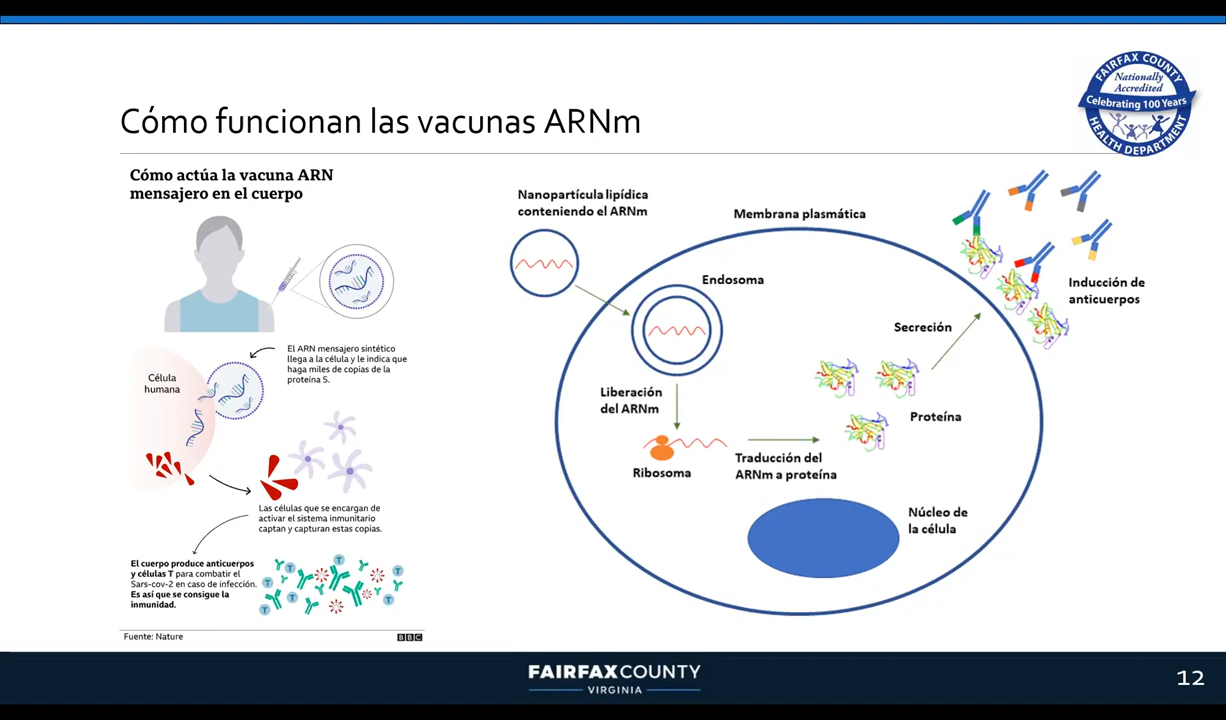 FAIRFAX COUNTY
Nationally
Accredited
Celebrating 100 Years
HEALTH DEPARTMENT
Cómo funcionan las vacunas ARNm
Cómo actúa la vacuna ARN
mensajero en el cuerpo
El ARN mensajero sintético
llega a la célula y le indica que
haga miles de copias de la
proteína S.
Célula
humana
Las células que se encargan de
activar el sistema inmunitario
captan y capturan estas copias.
El cuerpo produce anticuerpos
y células T para combatir el
Sars-cov-2 en caso de infección.
Es así que se consigue la
inmunidad.
T
T
T
T
T
T
T
Fuente: Nature
BBC
Nanopartícula lipídica
conteniendo el ARNm
Membrana plasmática
Endosoma
Inducción de
anticuerpos
Secreción
Liberación
del ARNm
Proteína
Ribosoma
Traducción del
ARNm a proteína
Núcleo de
la célula
FAIRFAX COUNTY
VIRGINIA
12